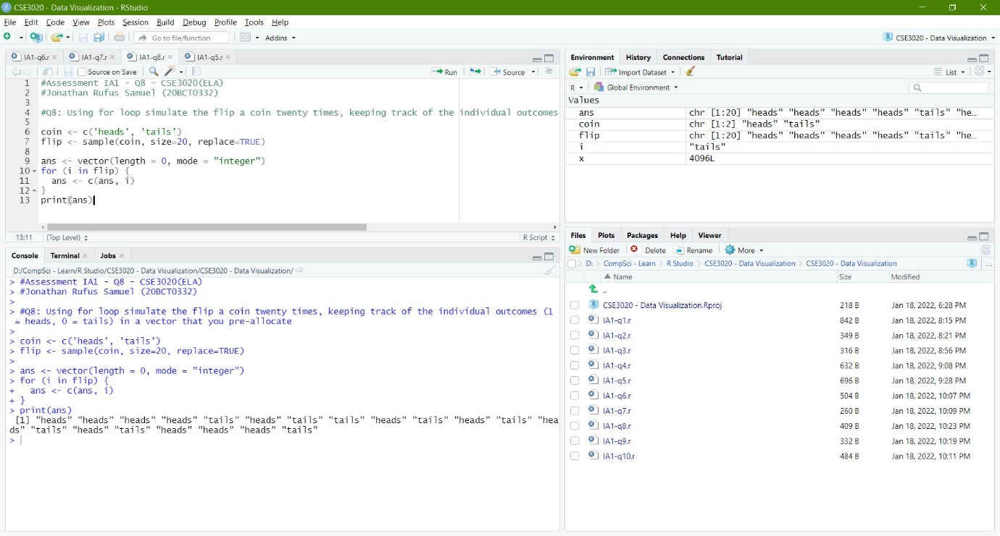 CSE3020 - Data Visualization - RStudio
File Edit Code View Plots Session Build Debug Profile Tools Help
Go to file/function Addins CSE3020 - Data Visualization
IA1-q6.r IA1-q7.r IA1-q8.r IA1-q5.r
Source on Save Run Source
1 #Assessment IA1 - Q8 - CSE3020(ELA)
2 #Jonathan Rufus Samuel (20BCT0332)
3
4 #Q8: Using for loop simulate the flip a coin twenty times, keeping track of the individual outcomes
5
6 coin <- c('heads', 'tails')
7 flip <- sample(coin, size=20, replace=TRUE)
8
9 ans <- vector(length = 0, mode = "integer")
10 for (i in flip) {
11 ans <- c(ans, i)
12 }
13 print(ans)
13:11 (Top Level) R Script
Console Terminal Jobs
D:/CompSci - Learn/R Studio/CSE3020 - Data Visualization/CSE3020 - Data Visualization/
> #Assessment IA1 - Q8 - CSE3020(ELA)
> #Jonathan Rufus Samuel (20BCT0332)
>
> #Q8: Using for loop simulate the flip a coin twenty times, keeping track of the individual outcomes (1
= heads, 0 = tails) in a vector that you pre-allocate
>
> coin <- c('heads', 'tails')
> flip <- sample(coin, size=20, replace=TRUE)
>
> ans <- vector(length = 0, mode = "integer")
> for (i in flip) {
+ ans <- c(ans, i)
+ }
> print(ans)
[1] "heads" "heads" "heads" "heads" "tails" "heads" "tails" "tails" "heads" "tails" "heads" "tails" "hea
ds" "tails" "heads" "tails" "heads" "heads" "heads" "tails"
>
Environment History Connections Tutorial
Import Dataset List
R Global Environment
Values
ans chr [1:20] "heads" "heads" "heads" "heads" "tails" "he…
coin chr [1:2] "heads" "tails"
flip chr [1:20] "heads" "heads" "heads" "heads" "tails" "he…
i "tails"
x 4096L
Files Plots Packages Help Viewer
New Folder Delete Rename More
D: CompSci - Learn R Studio CSE3020 - Data Visualization CSE3020 - Data Visualization ...
Name Size Modified
..
CSE3020 - Data Visualization.Rproj 218 B Jan 18, 2022, 6:28 PM
IA1-q1.r 842 B Jan 18, 2022, 8:15 PM
IA1-q2.r 349 B Jan 18, 2022, 8:21 PM
IA1-q3.r 316 B Jan 18, 2022, 8:56 PM
IA1-q4.r 632 B Jan 18, 2022, 9:08 PM
IA1-q5.r 696 B Jan 18, 2022, 9:28 PM
IA1-q6.r 504 B Jan 18, 2022, 10:07 PM
IA1-q7.r 260 B Jan 18, 2022, 10:09 PM
IA1-q8.r 409 B Jan 18, 2022, 10:23 PM
IA1-q9.r 332 B Jan 18, 2022, 10:19 PM
IA1-q10.r 484 B Jan 18, 2022, 10:11 PM